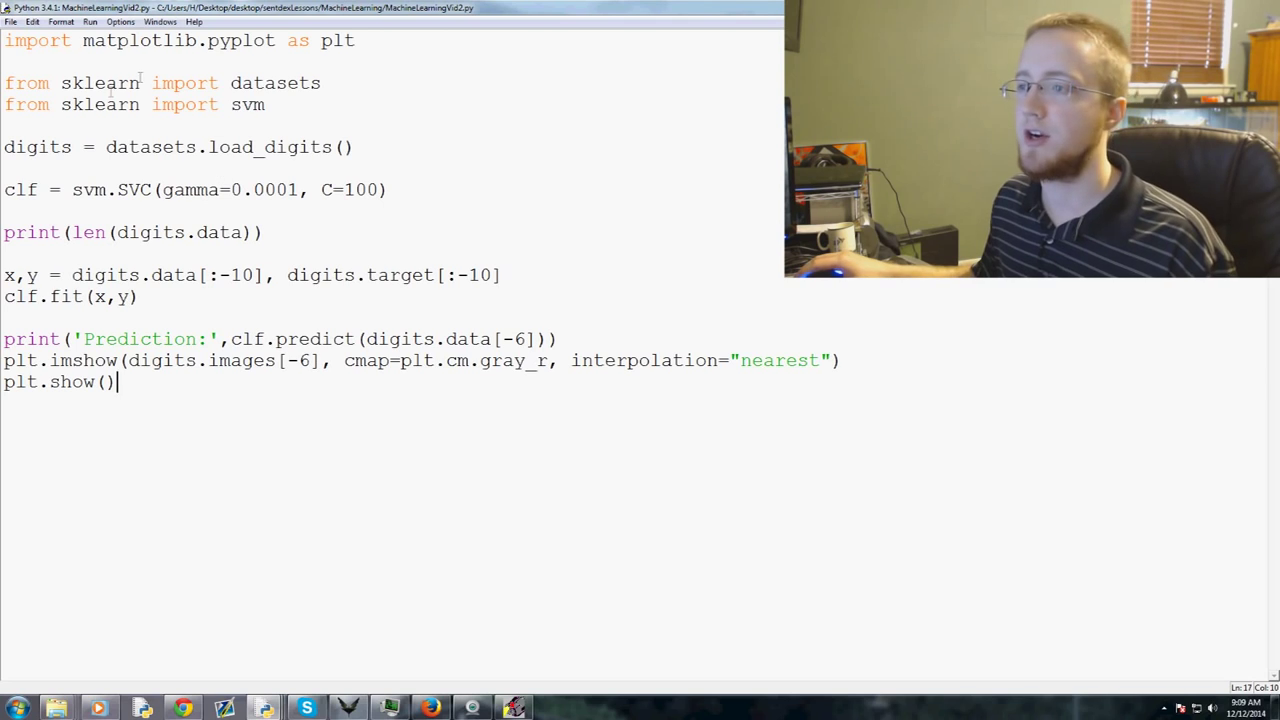 Python 3.4.1: MachineLearningVid2.py - C:/Users/H/Desktop/desktop/sentdexLessons/MachineLearning/MachineLearningVid2.py
File Edit Format Run Options Windows Help
import matplotlib.pyplot as plt
from sklearn import datasets
from sklearn import svm
digits = datasets.load_digits()
clf = svm.SVC(gamma=0.0001, C=100)
print(len(digits.data))
x,y = digits.data[:-10], digits.target[:-10]
clf.fit(x,y)
print('Prediction:',clf.predict(digits.data[-6]))
plt.imshow(digits.images[-6], cmap=plt.cm.gray_r, interpolation="nearest")
plt.show()
Ln: 17 Col: 10
9:09 AM
12/12/2014